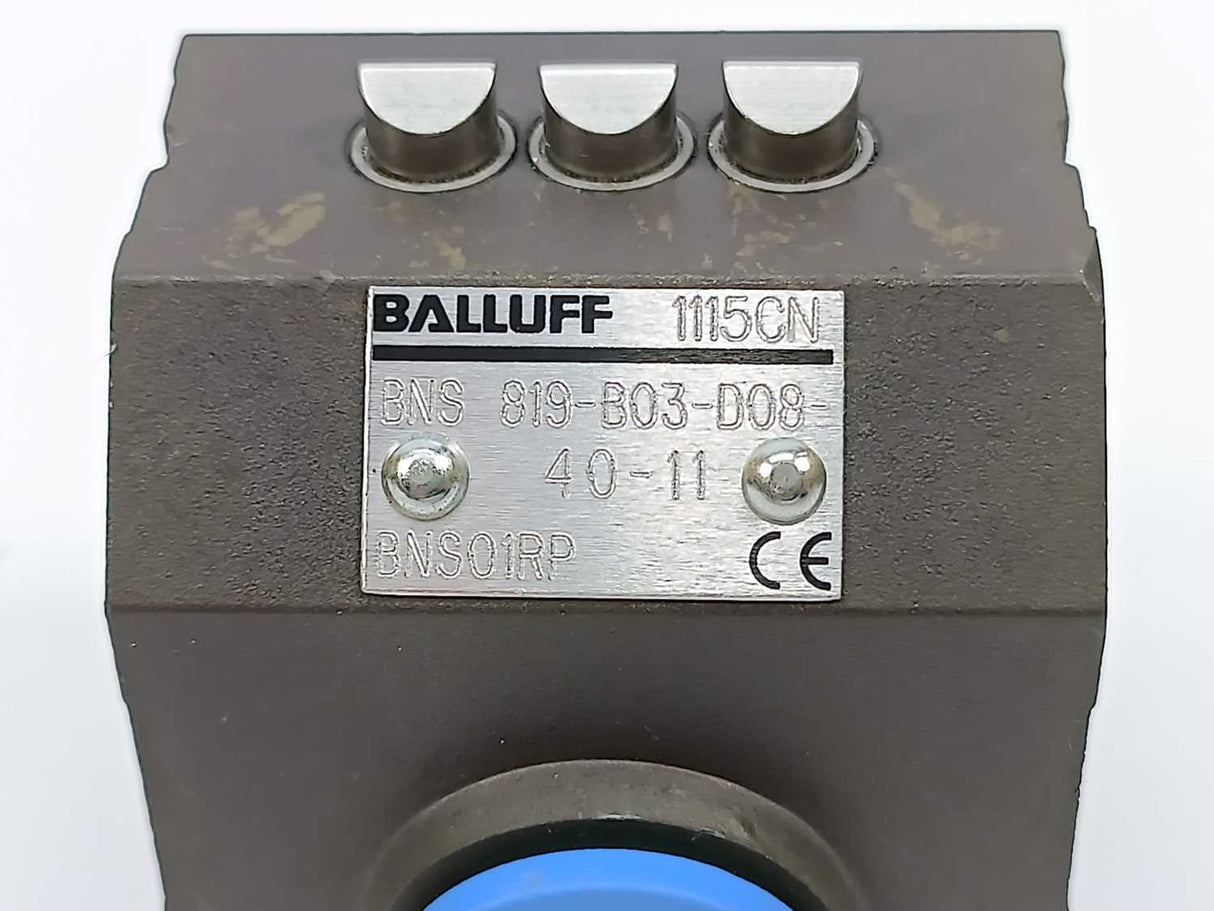 BALLUFF 1115CN
BNS 819-B03-D08-
40-11
BNS01RP
CE